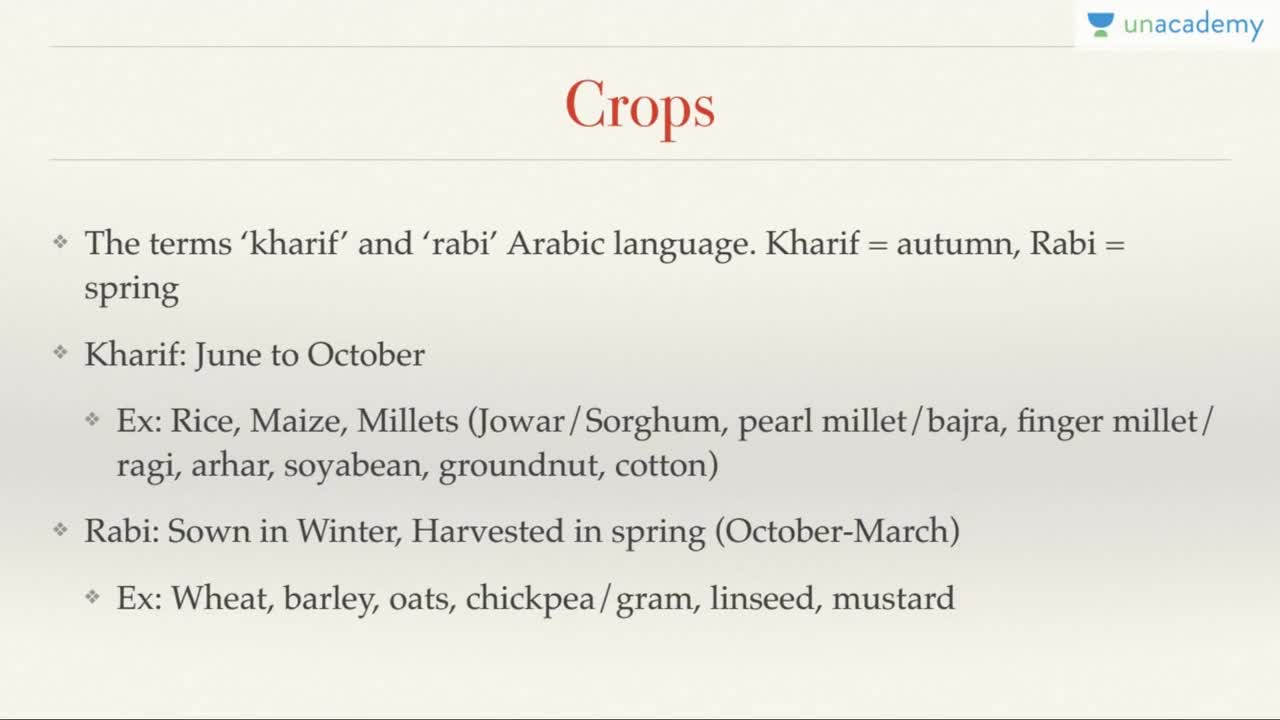 unacademy
Crops
❖ The terms ‘kharif’ and ‘rabi’ Arabic language. Kharif = autumn, Rabi =
spring
❖ Kharif: June to October
❖ Ex: Rice, Maize, Millets (Jowar/Sorghum, pearl millet/bajra, finger millet/
ragi, arhar, soyabean, groundnut, cotton)
❖ Rabi: Sown in Winter, Harvested in spring (October-March)
❖ Ex: Wheat, barley, oats, chickpea/gram, linseed, mustard